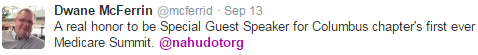 Dwane McFerrin @mcferrid · Sep 13
A real honor to be Special Guest Speaker for Columbus chapter's first ever
Medicare Summit. @nahudotorg